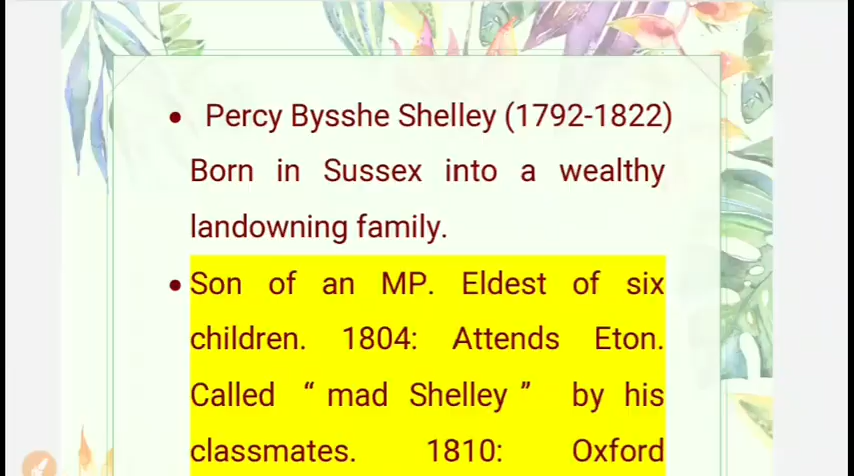 • Percy Bysshe Shelley (1792-1822)
Born in Sussex into a wealthy
landowning family.
• Son of an MP. Eldest of six
children. 1804: Attends Eton.
Called “ mad Shelley ” by his
classmates. 1810: Oxford